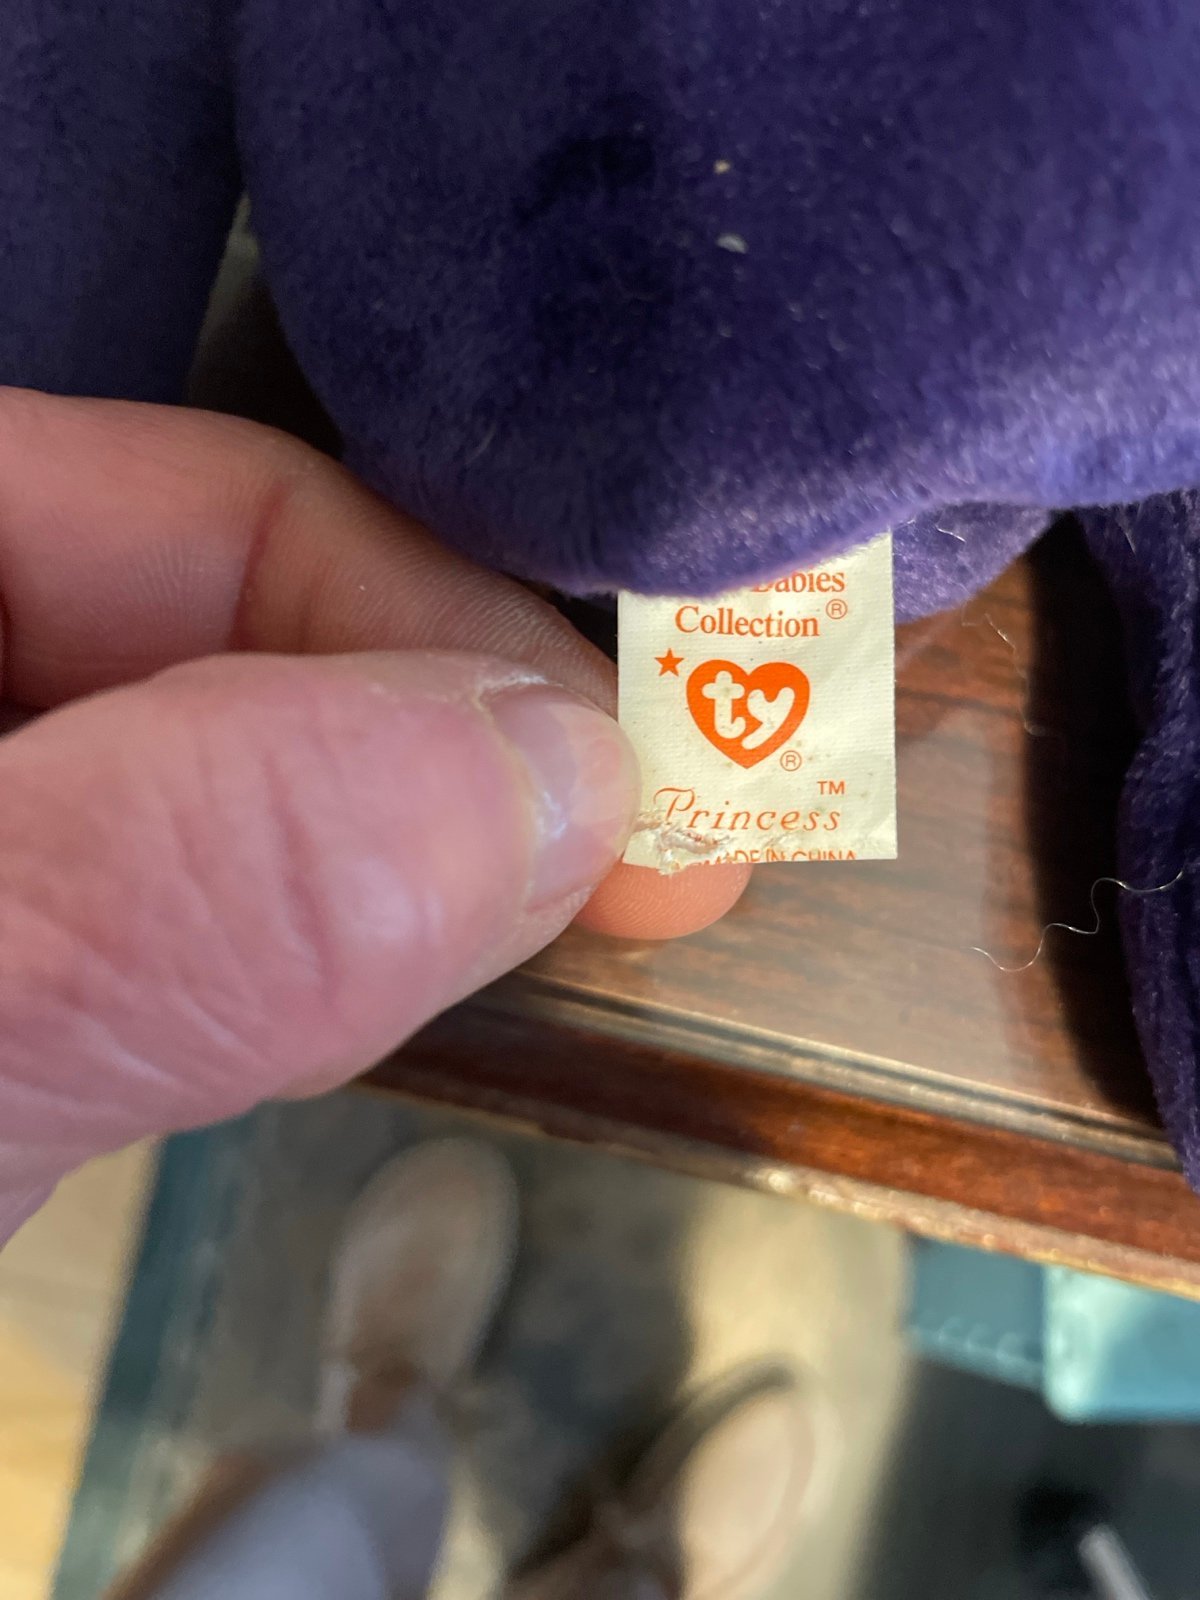 Babies
Collection®
ty®
Princess™
MADE IN CHINA